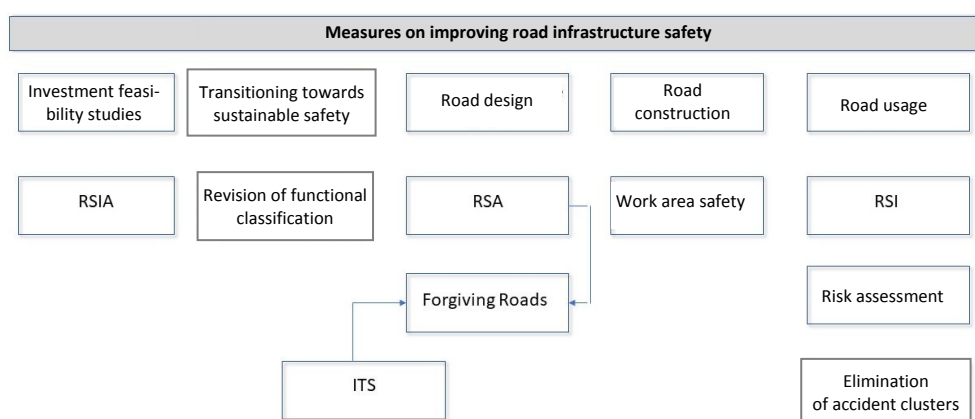 Measures on improving road infrastructure safety
Investment feasi-
bility studies
Transitioning towards
sustainable safety
Road design
Road
construction
Road usage
RSIA
Revision of functional
classification
RSA
Work area safety
RSI
Forgiving Roads
Risk assessment
ITS
Elimination
of accident clusters